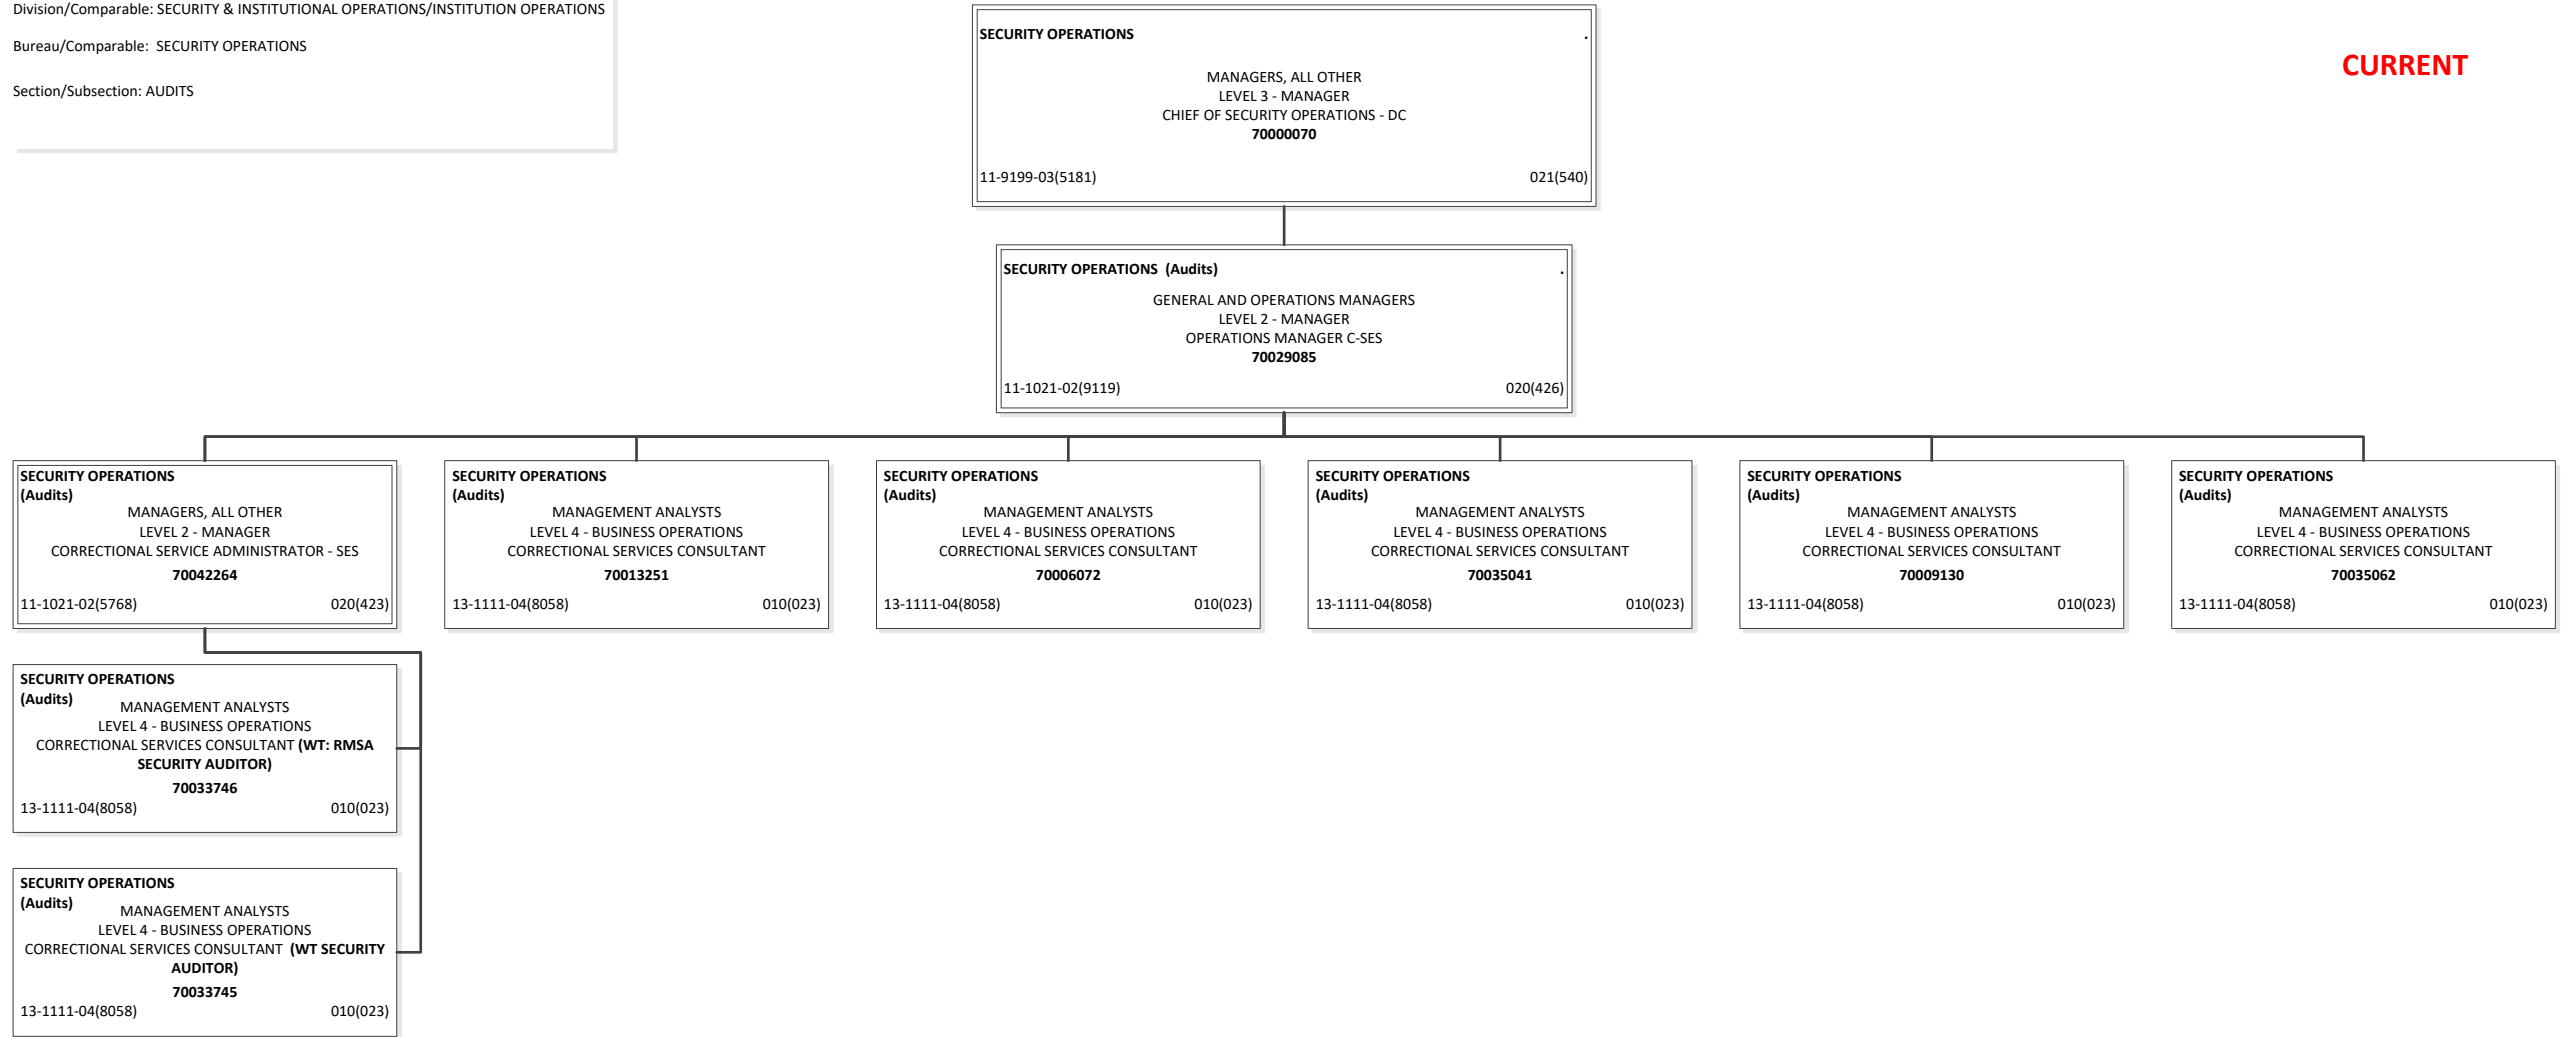 Division/Comparable: SECURITY & INSTITUTIONAL OPERATIONS/INSTITUTION OPERATIONS
Bureau/Comparable:  SECURITY OPERATIONS
Section/Subsection: AUDITS
CURRENT
SECURITY OPERATIONS .
MANAGERS, ALL OTHER
LEVEL 3 - MANAGER
CHIEF OF SECURITY OPERATIONS - DC
70000070
11-9199-03(5181) 021(540)
SECURITY OPERATIONS  (Audits) .
GENERAL AND OPERATIONS MANAGERS
LEVEL 2 - MANAGER
OPERATIONS MANAGER C-SES
70029085
11-1021-02(9119) 020(426)
SECURITY OPERATIONS
(Audits)
MANAGERS, ALL OTHER
LEVEL 2 - MANAGER
CORRECTIONAL SERVICE ADMINISTRATOR - SES
70042264
11-1021-02(5768) 020(423)
SECURITY OPERATIONS
(Audits)
MANAGEMENT ANALYSTS
LEVEL 4 - BUSINESS OPERATIONS
CORRECTIONAL SERVICES CONSULTANT
70013251
13-1111-04(8058) 010(023)
SECURITY OPERATIONS
(Audits)
MANAGEMENT ANALYSTS
LEVEL 4 - BUSINESS OPERATIONS
CORRECTIONAL SERVICES CONSULTANT
70006072
13-1111-04(8058) 010(023)
SECURITY OPERATIONS
(Audits)
MANAGEMENT ANALYSTS
LEVEL 4 - BUSINESS OPERATIONS
CORRECTIONAL SERVICES CONSULTANT
70035041
13-1111-04(8058) 010(023)
SECURITY OPERATIONS
(Audits)
MANAGEMENT ANALYSTS
LEVEL 4 - BUSINESS OPERATIONS
CORRECTIONAL SERVICES CONSULTANT
70009130
13-1111-04(8058) 010(023)
SECURITY OPERATIONS
(Audits)
MANAGEMENT ANALYSTS
LEVEL 4 - BUSINESS OPERATIONS
CORRECTIONAL SERVICES CONSULTANT
70035062
13-1111-04(8058) 010(023)
SECURITY OPERATIONS
(Audits)
MANAGEMENT ANALYSTS
LEVEL 4 - BUSINESS OPERATIONS
CORRECTIONAL SERVICES CONSULTANT (WT: RMSA
SECURITY AUDITOR)
70033746
13-1111-04(8058) 010(023)
SECURITY OPERATIONS
(Audits)
MANAGEMENT ANALYSTS
LEVEL 4 - BUSINESS OPERATIONS
CORRECTIONAL SERVICES CONSULTANT  (WT SECURITY
AUDITOR)
70033745
13-1111-04(8058) 010(023)